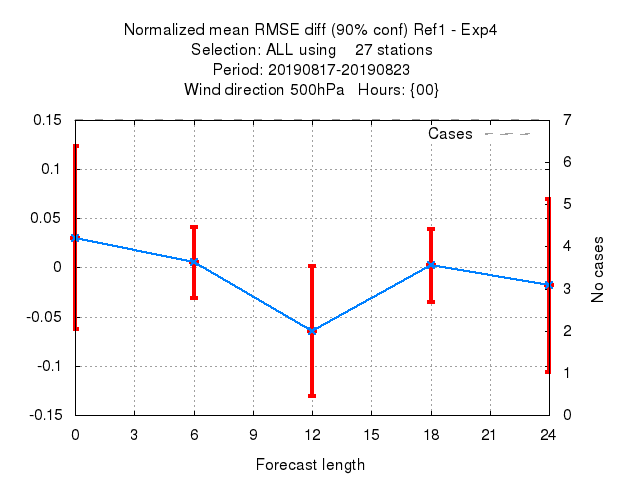 Normalized mean RMSE diff (90% conf) Ref1 - Exp4
Selection: ALL using    27 stations
Period: 20190817-20190823
Wind direction 500hPa   Hours: {00}
Cases
0.15
0.1
0.05
0
-0.05
-0.1
-0.15
7
6
5
4
3
2
1
0
No cases
0 3 6 9 12 15 18 21 24
Forecast length